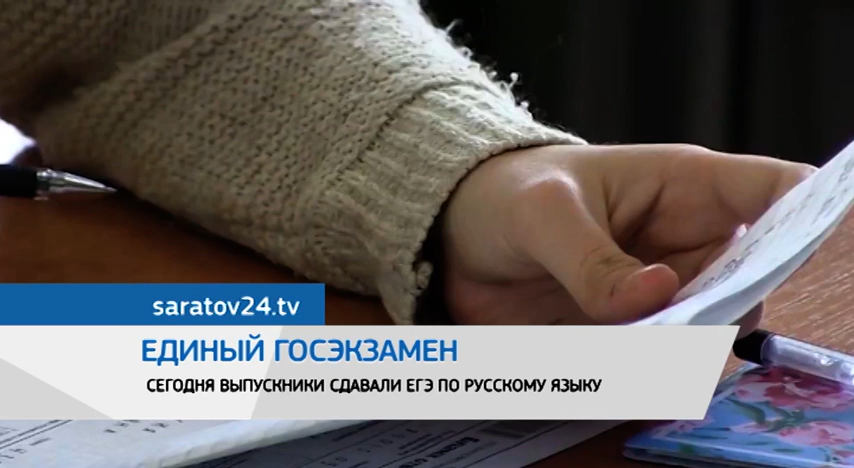 saratov24.tv
ЕДИНЫЙ ГОСЭКЗАМЕН
СЕГОДНЯ ВЫПУСКНИКИ СДАВАЛИ ЕГЭ ПО РУССКОМУ ЯЗЫКУ